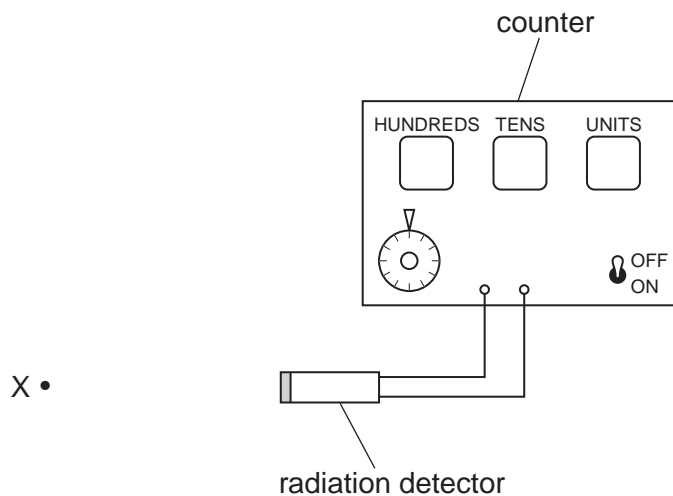 counter
HUNDREDS TENS UNITS
OFF
ON
X
radiation detector